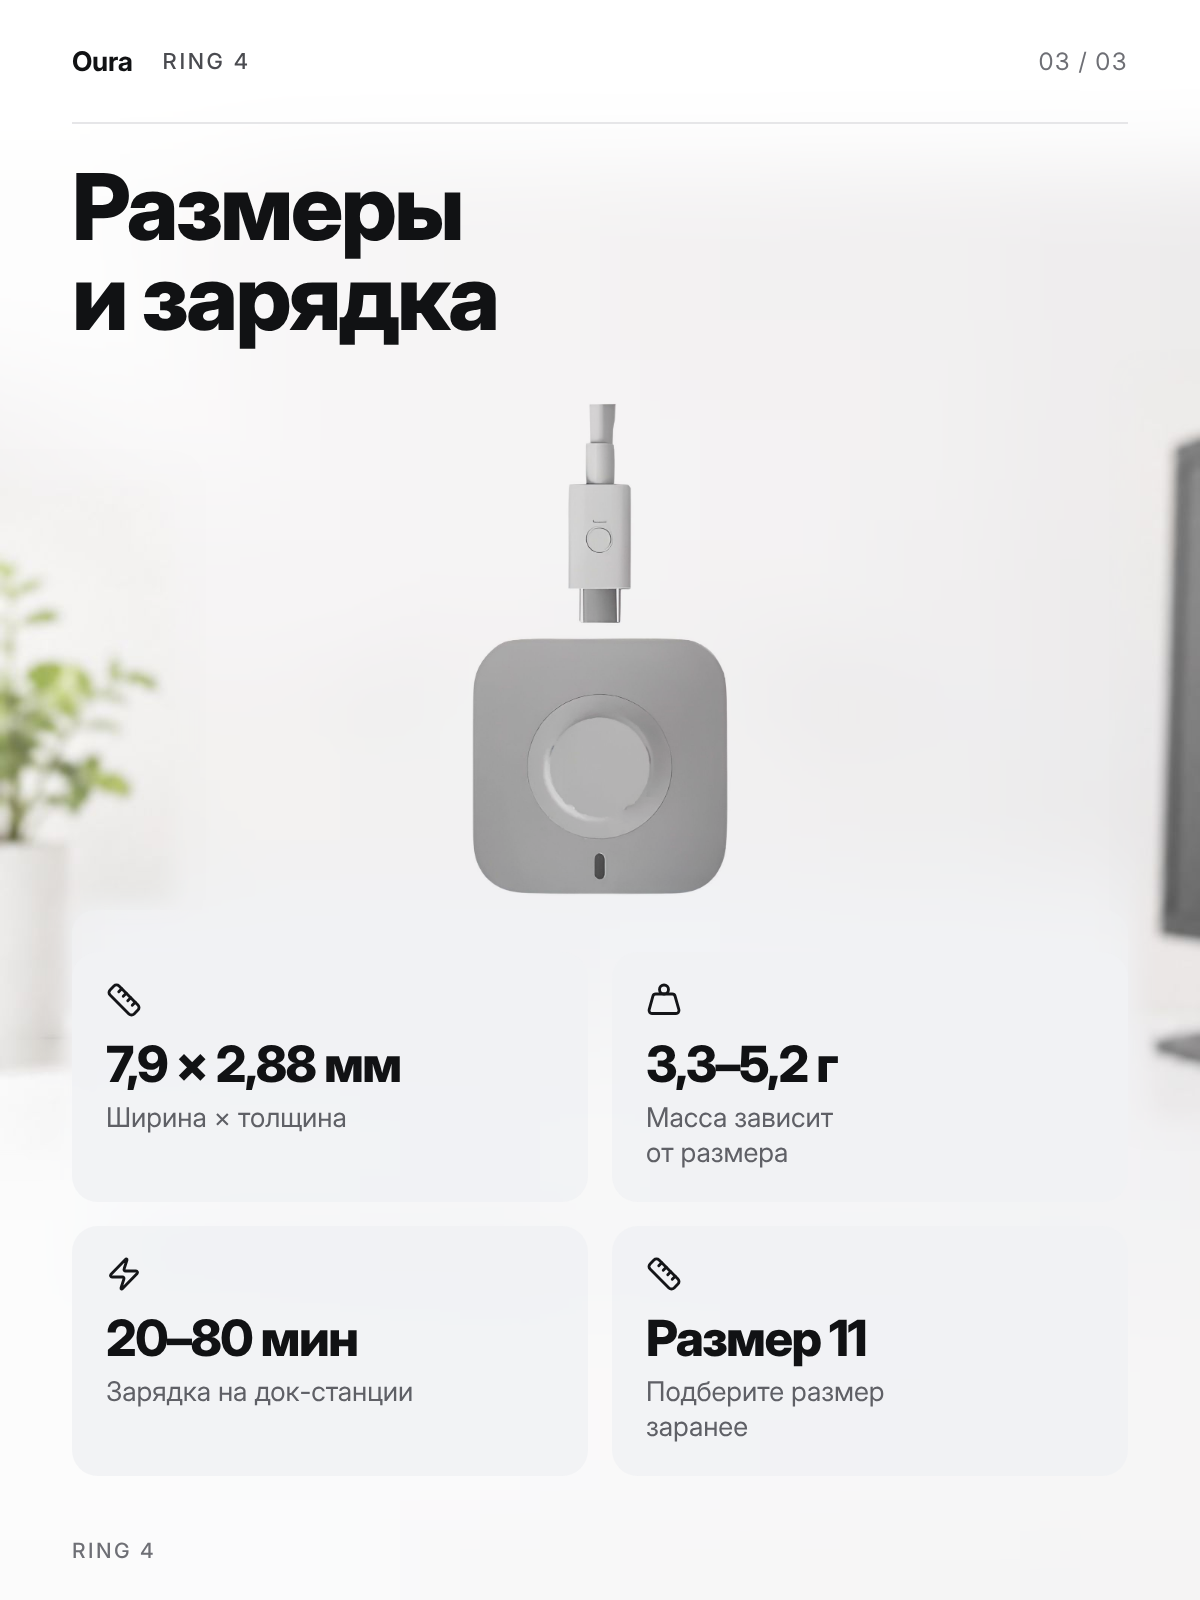 Oura RING 4 03 / 03
Размеры
и зарядка
7,9 × 2,88 мм
Ширина × толщина
3,3–5,2 г
Масса зависит
от размера
20–80 мин
Зарядка на док-станции
Размер 11
Подберите размер
заранее
RING 4